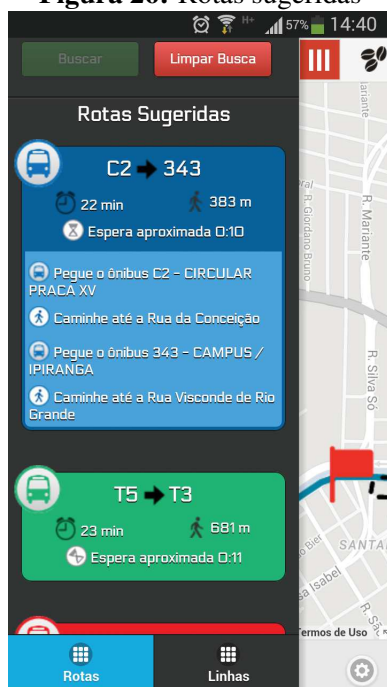 Figura 20: Rotas sugeridas
H+ 57% 14:40
Buscar Limpar Busca
Rotas Sugeridas
C2 343
22 min 383 m
Espera aproximada 0:10
Pegue o ônibus C2 - CIRCULAR
PRACA XV
Caminhe até a Rua da Conceição
Pegue o ônibus 343 - CAMPUS /
IPIRANGA
Caminhe até a Rua Visconde de Rio
Grande
T5 T3
23 min 681 m
Espera aproximada 0:11
Rotas Linhas
ariante
R. Mariante
R. Giordano Bruno
R. Silva Só
SANTA
a Isabel
Termos de Uso